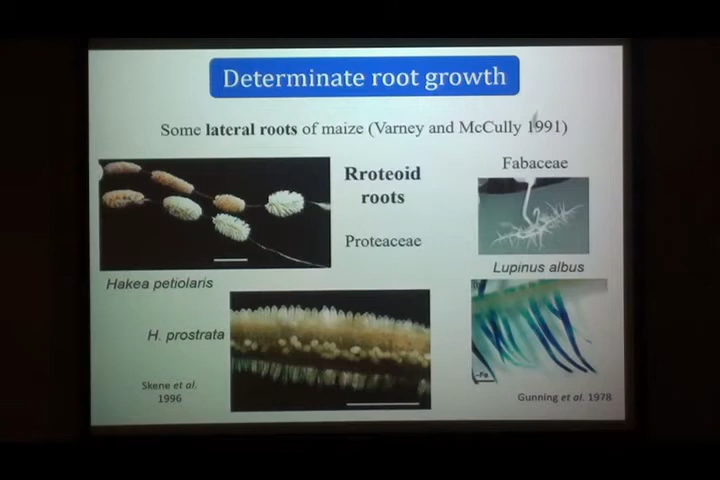 Determinate root growth
Some lateral roots of maize (Varney and McCully 1991)
Rroteoid
roots
Proteaceae
Fabaceae
Hakea petiolaris
Lupinus albus
H. prostrata
Skene et al.
1996
-Fe
Gunning et al. 1978